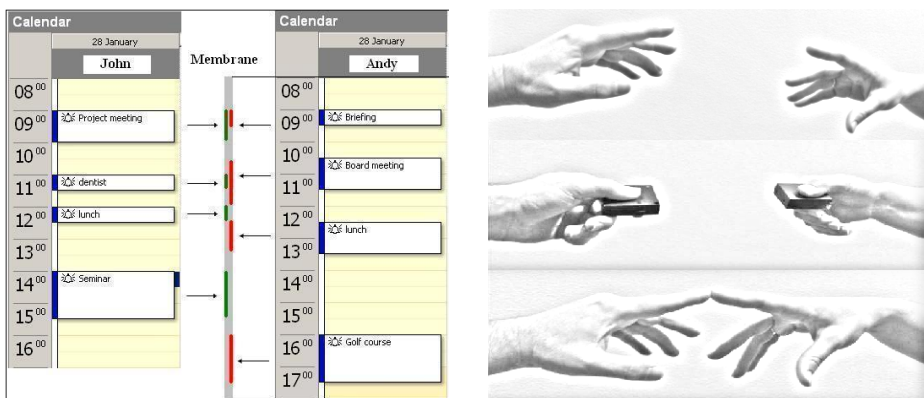 Calendar
28 January
John
08 00
09 00
Project meeting
10 00
11 00
dentist
12 00
lunch
13 00
14 00
Seminar
15 00
16 00
Membrane
Calendar
28 January
Andy
08 00
09 00
Briefing
10 00
Board meeting
11 00
12 00
lunch
13 00
14 00
15 00
16 00
Golf course
17 00